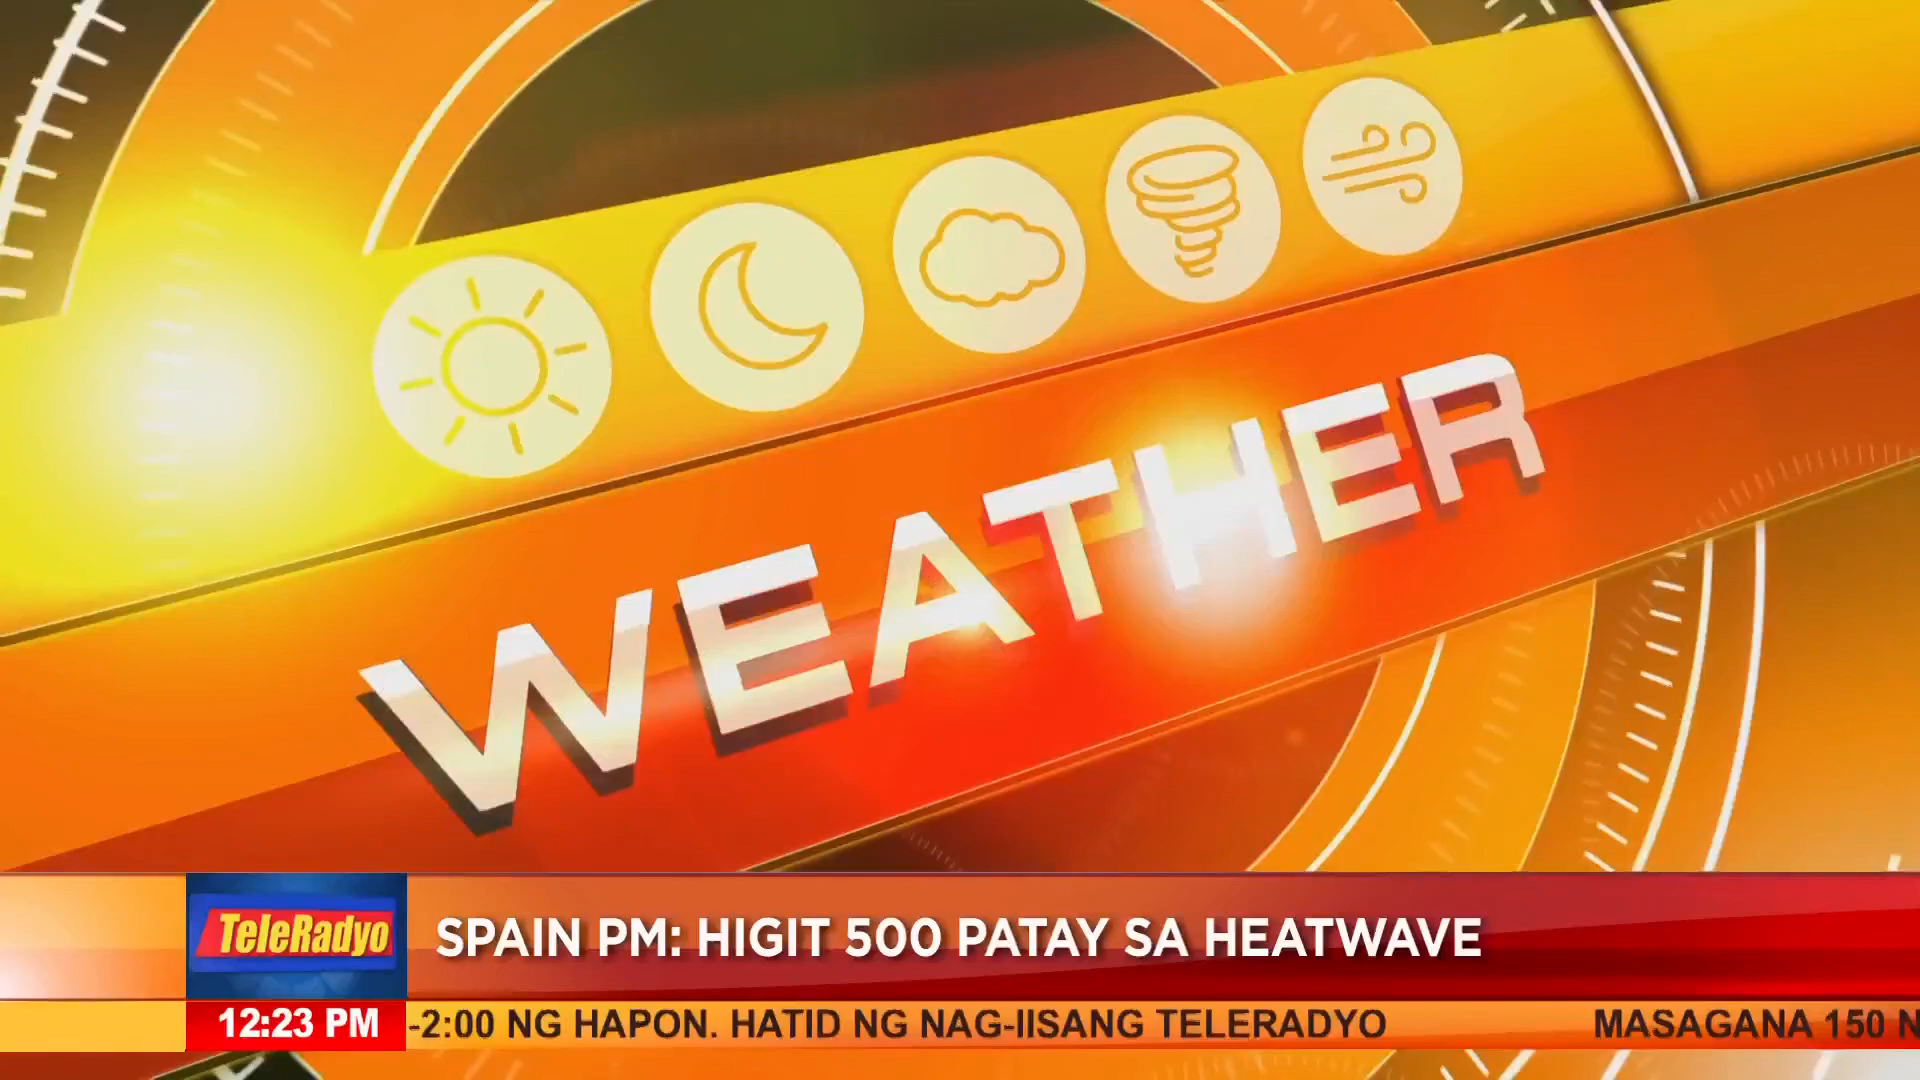 WEATHER
TeleRadyo
SPAIN PM: HIGIT 500 PATAY SA HEATWAVE
12:23 PM
-2:00 NG HAPON. HATID NG NAG-IISANG TELERADYO
MASAGANA 150 N